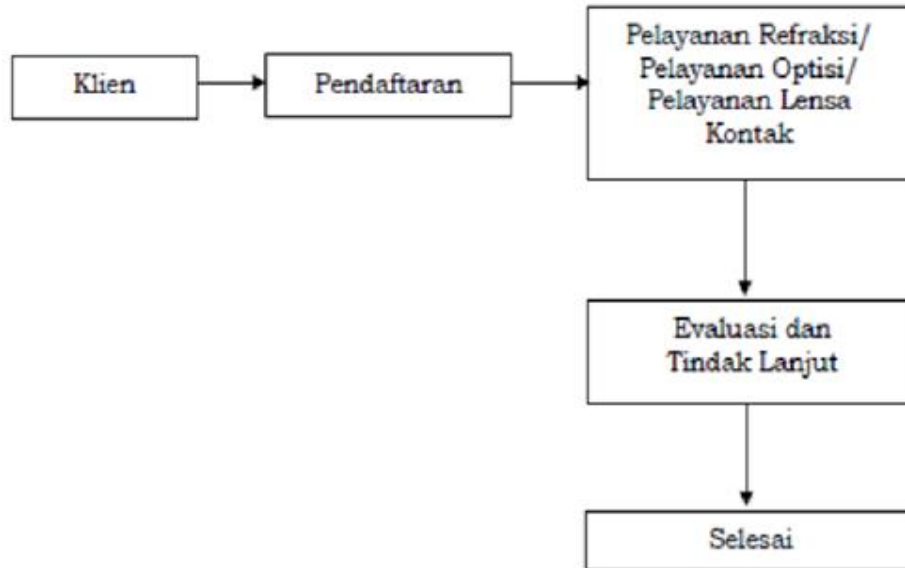 Klien
Pendaftaran
Pelayanan Refraksi/
Pelayanan Optisi/
Pelayanan Lensa
Kontak
Evaluasi dan
Tindak Lanjut
Selesai